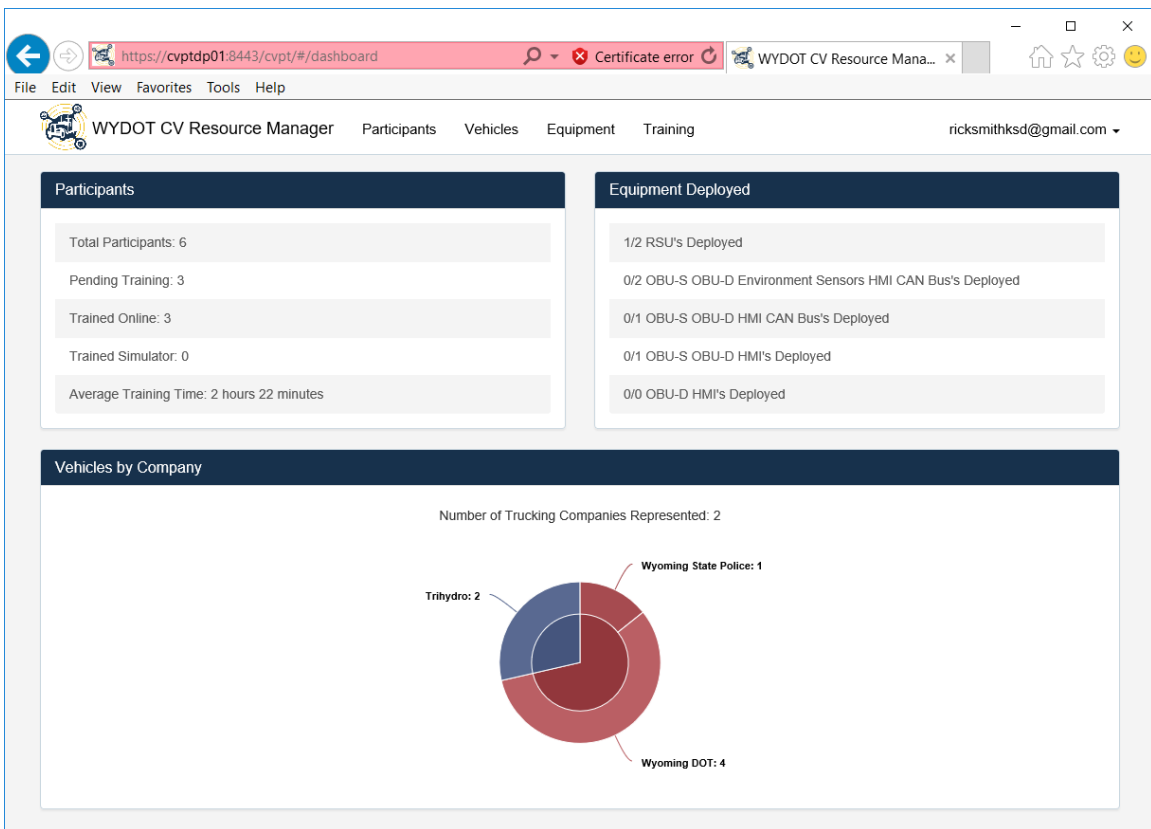 https://cvptdp01:8443/cvpt/#/dashboard
Certificate error
WYDOT CV Resource Mana...
File Edit View Favorites Tools Help
WYDOT CV Resource Manager Participants Vehicles Equipment Training ricksmithksd@gmail.com
Participants
Total Participants: 6
Pending Training: 3
Trained Online: 3
Trained Simulator: 0
Average Training Time: 2 hours 22 minutes
Equipment Deployed
1/2 RSU's Deployed
0/2 OBU-S OBU-D Environment Sensors HMI CAN Bus's Deployed
0/1 OBU-S OBU-D HMI CAN Bus's Deployed
0/1 OBU-S OBU-D HMI's Deployed
0/0 OBU-D HMI's Deployed
Vehicles by Company
Number of Trucking Companies Represented: 2
Wyoming State Police: 1
Trihydro: 2
Wyoming DOT: 4